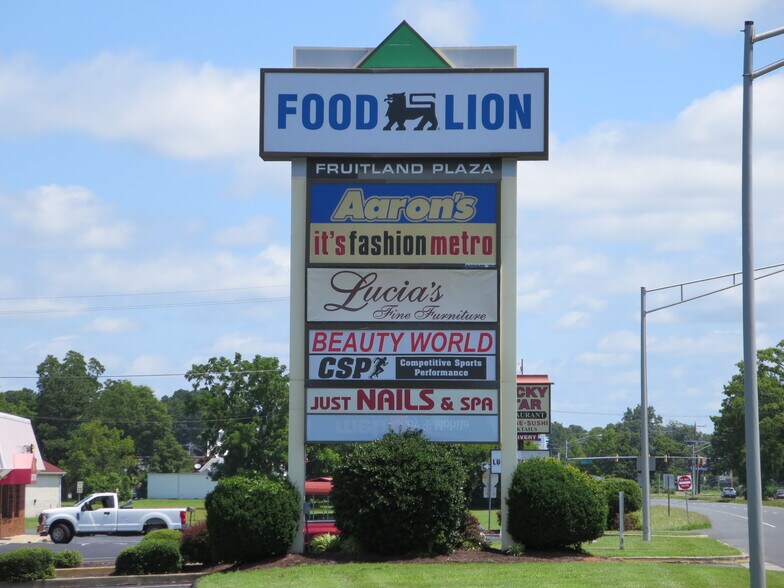 FOOD LION
FRUITLAND PLAZA
Aaron's
it's fashion metro
Lucia's
Fine Furniture
BEAUTY WORLD
CSP Competitive Sports
Performance
JUST NAILS & SPA